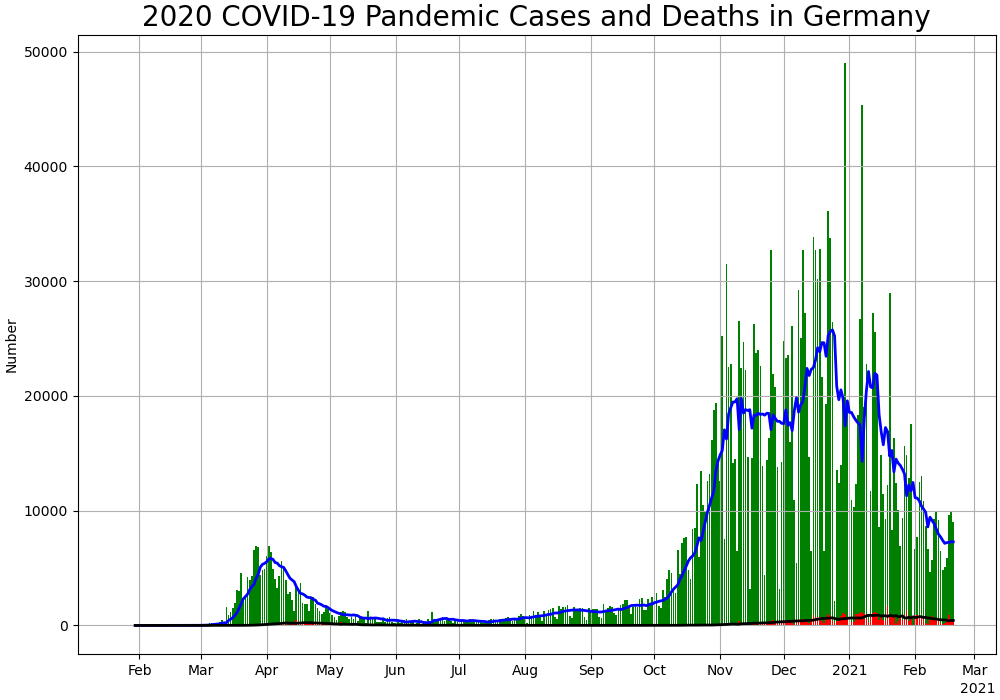 2020 COVID-19 Pandemic Cases and Deaths in Germany
50000
40000
30000
20000
10000
0
Number
Feb Mar Apr May Jun Jul Aug Sep Oct Nov Dec 2021 Feb Mar
2021